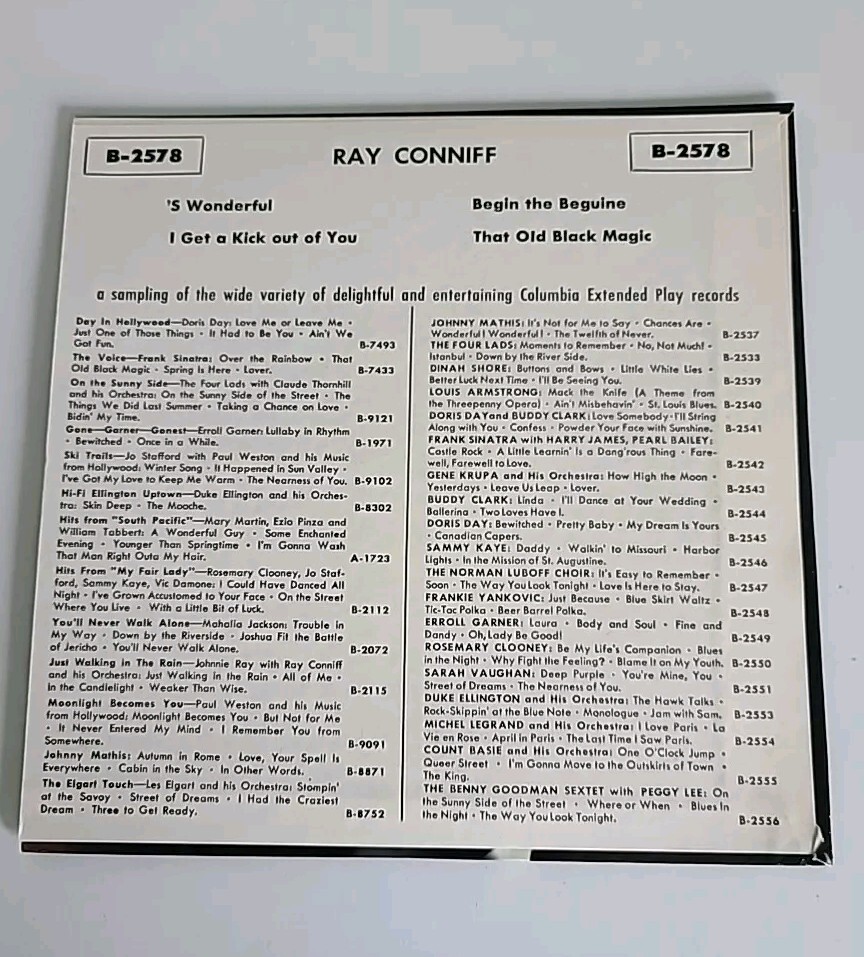 B-2578
RAY CONNIFF
B-2578
'S Wonderful
Begin the Beguine
I Get a Kick out of You
That Old Black Magic
a sampling of the wide variety of delightful and entertaining Columbia Extended Play records
Day In Hollywood—Doris Day: Love Me or Leave Me •
Just One of Those Things • It Had to Be You • Ain't We
Got Fun. B-7493
The Voice—Frank Sinatra: Over the Rainbow • That
Old Black Magic • Spring Is Here • Lover. B-7433
On the Sunny Side—The Four Lads with Claude Thornhill
and his Orchestra: On the Sunny Side of the Street • The
Things We Did Last Summer • Taking a Chance on Love •
Bidin' My Time. B-9121
Gone—Garner—Gonest—Erroll Garner: Lullaby in Rhythm
• Bewitched • Once in a While. B-1971
Ski Trails—Jo Stafford with Paul Weston and his Music
from Hollywood: Winter Song • It Happened in Sun Valley •
I've Got My Love to Keep Me Warm • The Nearness of You. B-9102
Hi-Fi Ellington Uptown—Duke Ellington and his Orches-
tra: Skin Deep • The Mooche. B-8302
Hits from "South Pacific"—Mary Martin, Ezio Pinza and
William Tabbert: A Wonderful Guy • Some Enchanted
Evening • Younger Than Springtime • I'm Gonna Wash
That Man Right Outa My Hair. A-1723
Hits From "My Fair Lady"—Rosemary Clooney, Jo Staf-
ford, Sammy Kaye, Vic Damone: I Could Have Danced All
Night • I've Grown Accustomed to Your Face • On the Street
Where You Live • With a Little Bit of Luck. B-2112
You'll Never Walk Alone—Mahalia Jackson: Trouble in
My Way • Down by the Riverside • Joshua Fit the Battle
of Jericho • You'll Never Walk Alone. B-2072
Just Walking in The Rain—Johnnie Ray with Ray Conniff
and his Orchestra: Just Walking in the Rain • All of Me •
In the Candlelight • Weaker Than Wise. B-2115
Moonlight Becomes You—Paul Weston and his Music
from Hollywood: Moonlight Becomes You • But Not for Me
• It Never Entered My Mind • I Remember You from
Somewhere. B-9091
Johnny Mathis: Autumn in Rome • Love, Your Spell Is
Everywhere • Cabin in the Sky • In Other Words. B-8871
The Elgart Touch—Les Elgart and his Orchestra: Stompin'
at the Savoy • Street of Dreams • I Had the Craziest
Dream • Three to Get Ready. B-8752
JOHNNY MATHIS: It's Not for Me to Say • Chances Are •
Wonderful! Wonderful! • The Twelfth of Never. B-2537
THE FOUR LADS: Moments to Remember • No, Not Much! •
Istanbul • Down by the River Side. B-2533
DINAH SHORE: Buttons and Bows • Little White Lies •
Better Luck Next Time • I'll Be Seeing You. B-2539
LOUIS ARMSTRONG: Mack the Knife (A Theme from
the Threepenny Opera) • Ain't Misbehavin' • St. Louis Blues. B-2540
DORIS DAY and BUDDY CLARK: Love Somebody • I'll String
Along with You • Confess • Powder Your Face with Sunshine. B-2541
FRANK SINATRA with HARRY JAMES, PEARL BAILEY:
Castle Rock • A Little Learnin' Is a Dang'rous Thing • Fare-
well, Farewell to Love. B-2542
GENE KRUPA and His Orchestra: How High the Moon •
Yesterdays • Leave Us Leap • Lover. B-2543
BUDDY CLARK: Linda • I'll Dance at Your Wedding •
Ballerina • Two Loves Have I. B-2544
DORIS DAY: Bewitched • Pretty Baby • My Dream Is Yours
• Canadian Capers. B-2545
SAMMY KAYE: Daddy • Walkin' to Missouri • Harbor
Lights • In the Mission of St. Augustine. B-2546
THE NORMAN LUBOFF CHOIR: It's Easy to Remember •
Soon • The Way You Look Tonight • Love Is Here to Stay. B-2547
FRANKIE YANKOVIC: Just Because • Blue Skirt Waltz •
Tic-Toc Polka • Beer Barrel Polka. B-2548
ERROLL GARNER: Laura • Body and Soul • Fine and
Dandy • Oh, Lady Be Good! B-2549
ROSEMARY CLOONEY: Be My Life's Companion • Blues
in the Night • Why Fight the Feeling? • Blame It on My Youth. B-2550
SARAH VAUGHAN: Deep Purple • You're Mine, You •
Street of Dreams • The Nearness of You. B-2551
DUKE ELLINGTON and His Orchestra: The Hawk Talks •
Rock-Skippin' at the Blue Note • Monologue • Jam with Sam. B-2553
MICHEL LEGRAND and His Orchestra: I Love Paris • La
Vie en Rose • April in Paris • The Last Time I Saw Paris. B-2554
COUNT BASIE and His Orchestra: One O'Clock Jump •
Queer Street • I'm Gonna Move to the Outskirts of Town •
The King. B-2555
THE BENNY GOODMAN SEXTET with PEGGY LEE: On
the Sunny Side of the Street • Where or When • Blues In
the Night • The Way You Look Tonight. B-2556